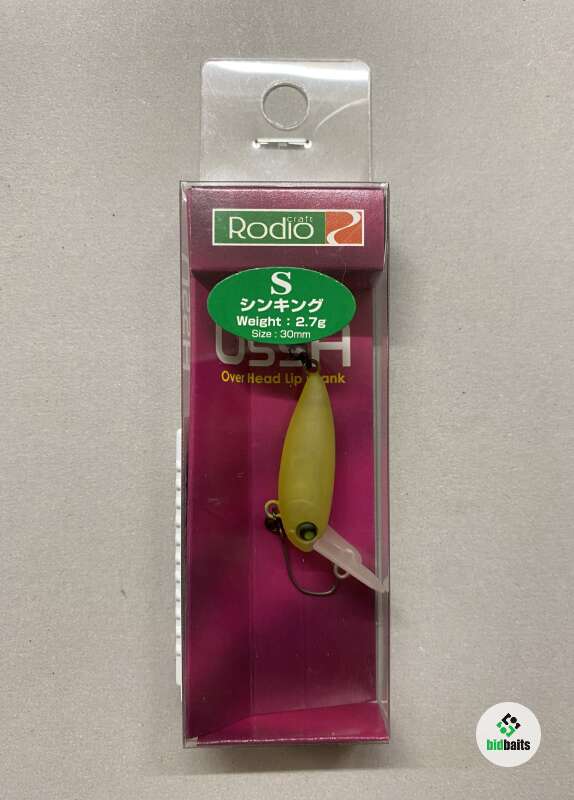 Rodio craft
S
シンキング
Weight : 2.7g
Size : 30mm
Over Head Lip
bidbaits